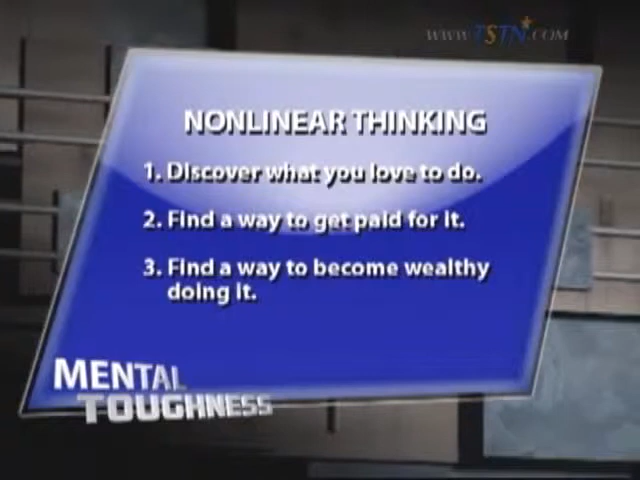 www.TSTN.com
NONLINEAR THINKING
1. Discover what you love to do.
2. Find a way to get paid for it.
3. Find a way to become wealthy
doing it.
MENTAL
TOUGHNESS